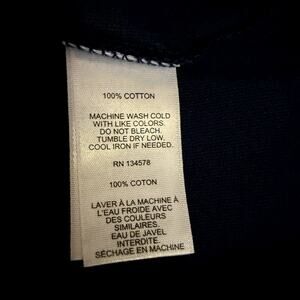 100% COTTON
MACHINE WASH COLD
WITH LIKE COLORS.
DO NOT BLEACH.
TUMBLE DRY LOW.
COOL IRON IF NEEDED.
RN 134578
100% COTON
LAVER À LA MACHINE À
L'EAU FROIDE AVEC
DES COULEURS
SIMILAIRES.
EAU DE JAVEL
INTERDITE.
SÉCHAGE EN MACHINE